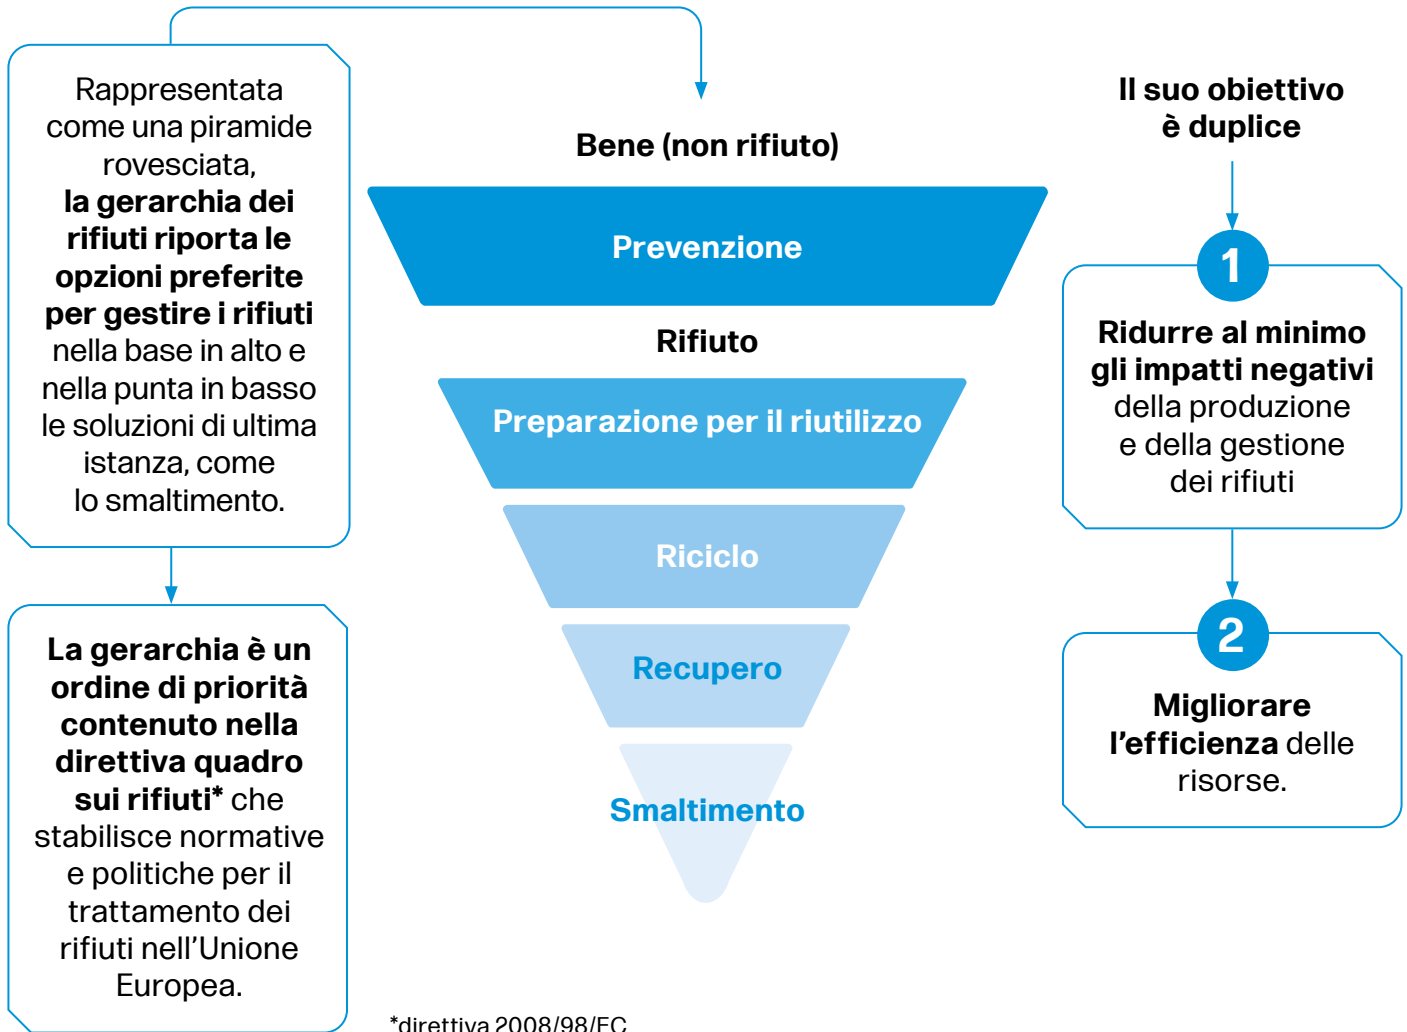 Rappresentata
come una piramide
rovesciata,
la gerarchia dei
rifiuti riporta le
opzioni preferite
per gestire i rifiuti
nella base in alto e
nella punta in basso
le soluzioni di ultima
istanza, come
lo smaltimento.
La gerarchia è un
ordine di priorità
contenuto nella
direttiva quadro
sui rifiuti* che
stabilisce normative
e politiche per il
trattamento dei
rifiuti nell’Unione
Europea.
Bene (non rifiuto)
Prevenzione
Rifiuto
Preparazione per il riutilizzo
Riciclo
Recupero
Smaltimento
*direttiva 2008/98/EC
Il suo obiettivo
è duplice
1
Ridurre al minimo
gli impatti negativi
della produzione
e della gestione
dei rifiuti
2
Migliorare
l’efficienza delle
risorse.